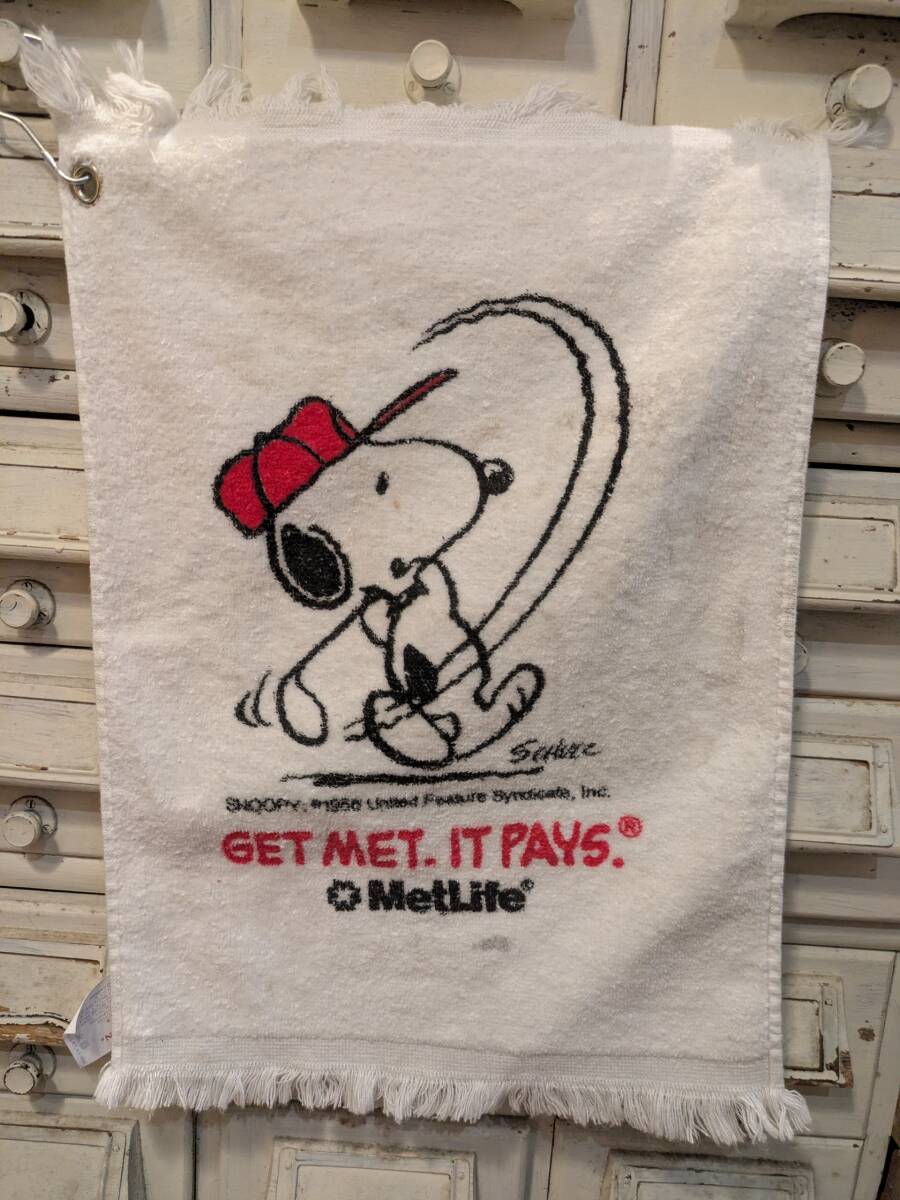 Schulz
SNOOPY: ©1958 United Feature Syndicate, Inc.
GET MET. IT PAYS.®
MetLife®